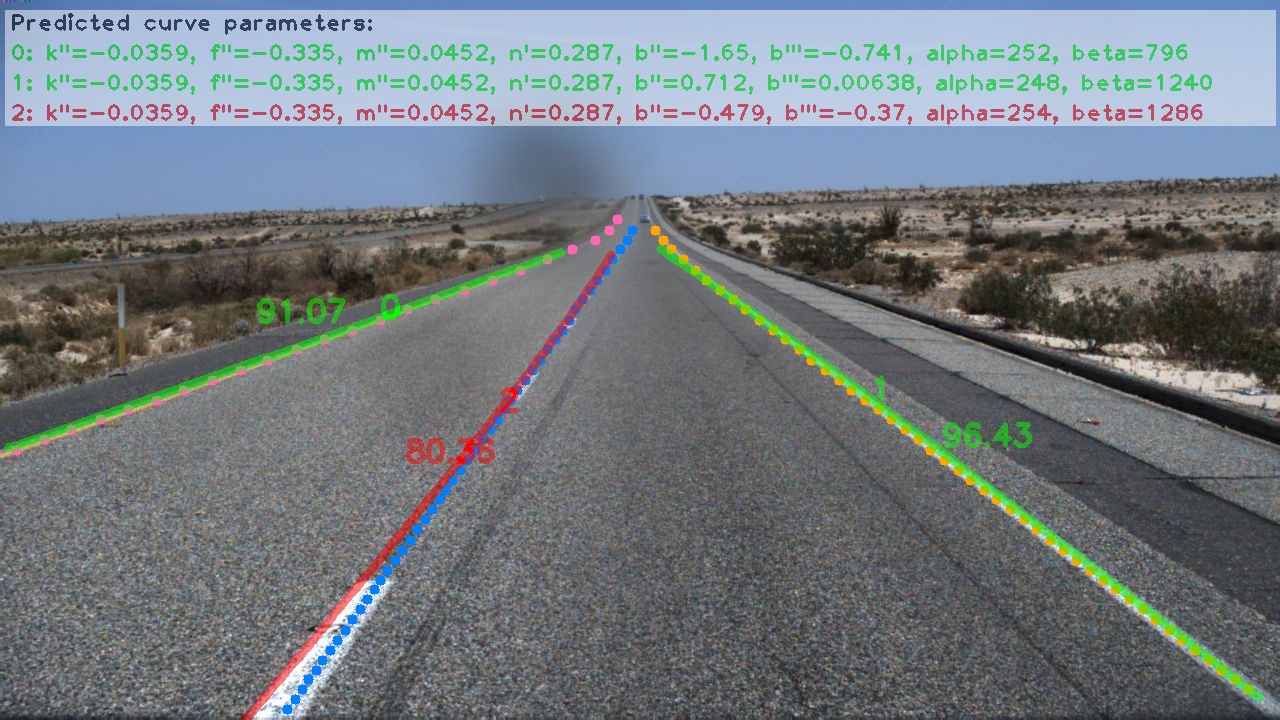 Predicted curve parameters:
0: k''=-0.0359, f''=-0.335, m''=0.0452, n'=0.287, b''=-1.65, b'''=-0.741, alpha=252, beta=796
1: k''=-0.0359, f''=-0.335, m''=0.0452, n'=0.287, b''=0.712, b'''=0.00638, alpha=248, beta=1240
2: k''=-0.0359, f''=-0.335, m''=0.0452, n'=0.287, b''=-0.479, b'''=-0.37, alpha=254, beta=1286
91.07 0
2 1
80.36 96.43